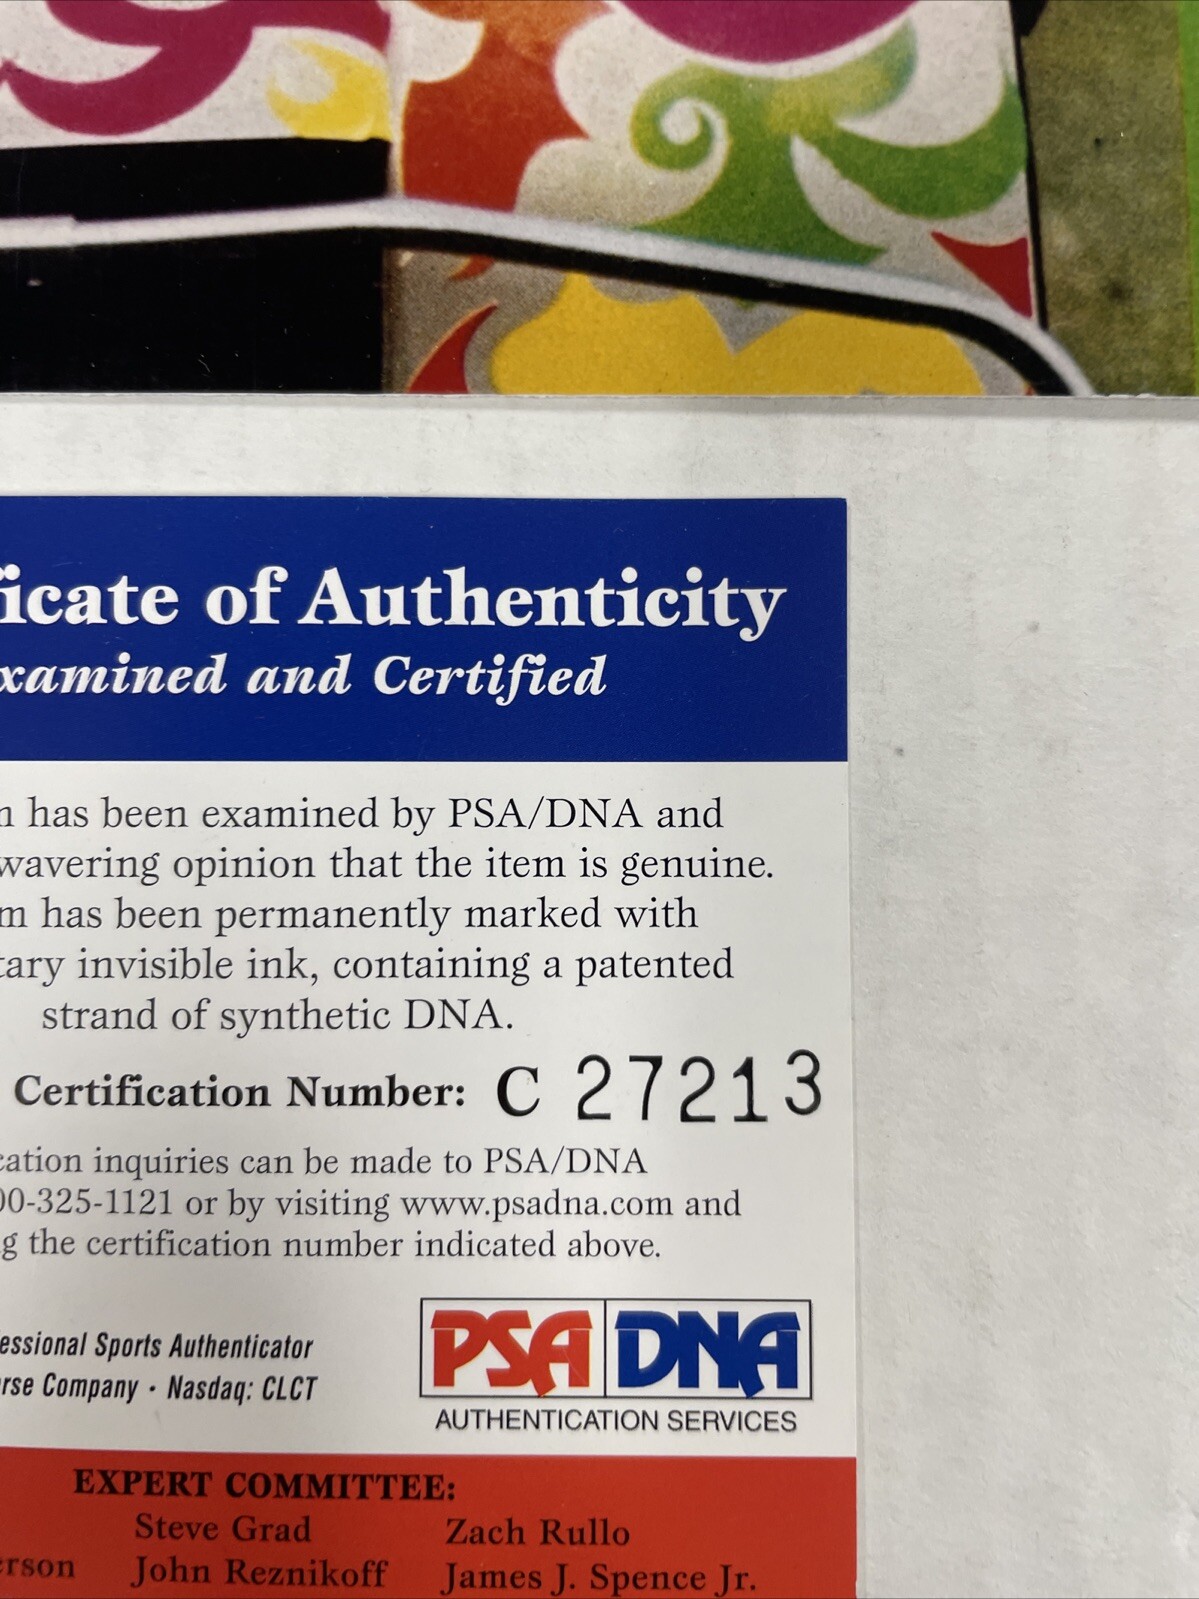 icate of Authenticity
xamined and Certified
has been examined by PSA/DNA and
wavering opinion that the item is genuine.
m has been permanently marked with
tary invisible ink, containing a patented
strand of synthetic DNA.
Certification Number: C 27213
cation inquiries can be made to PSA/DNA
00-325-1121 or by visiting www.psadna.com and
g the certification number indicated above.
essional Sports Authenticator
rse Company · Nasdaq: CLCT
PSA DNA
AUTHENTICATION SERVICES
EXPERT COMMITTEE:
Steve Grad Zach Rullo
erson John Reznikoff James J. Spence Jr.